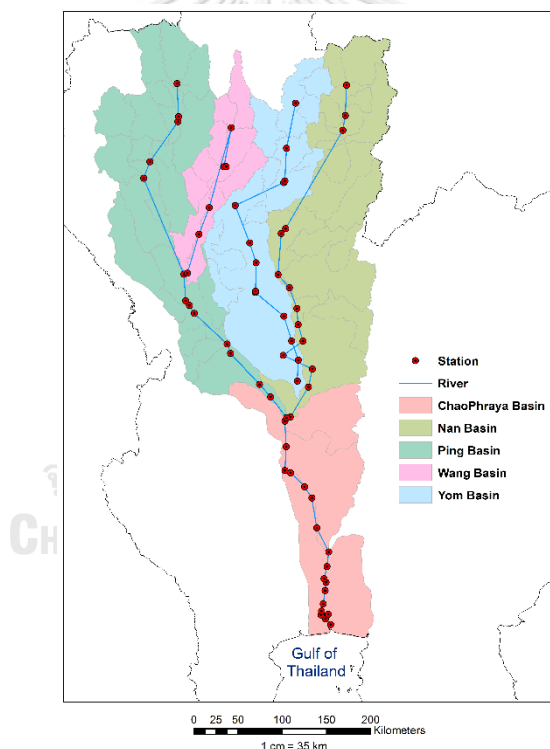 Station
River
ChaoPhraya Basin
Nan Basin
Ping Basin
Wang Basin
Yom Basin
CH
Gulf of
Thailand
0 25 50 100 150 200
Kilometers
1 cm = 35 km